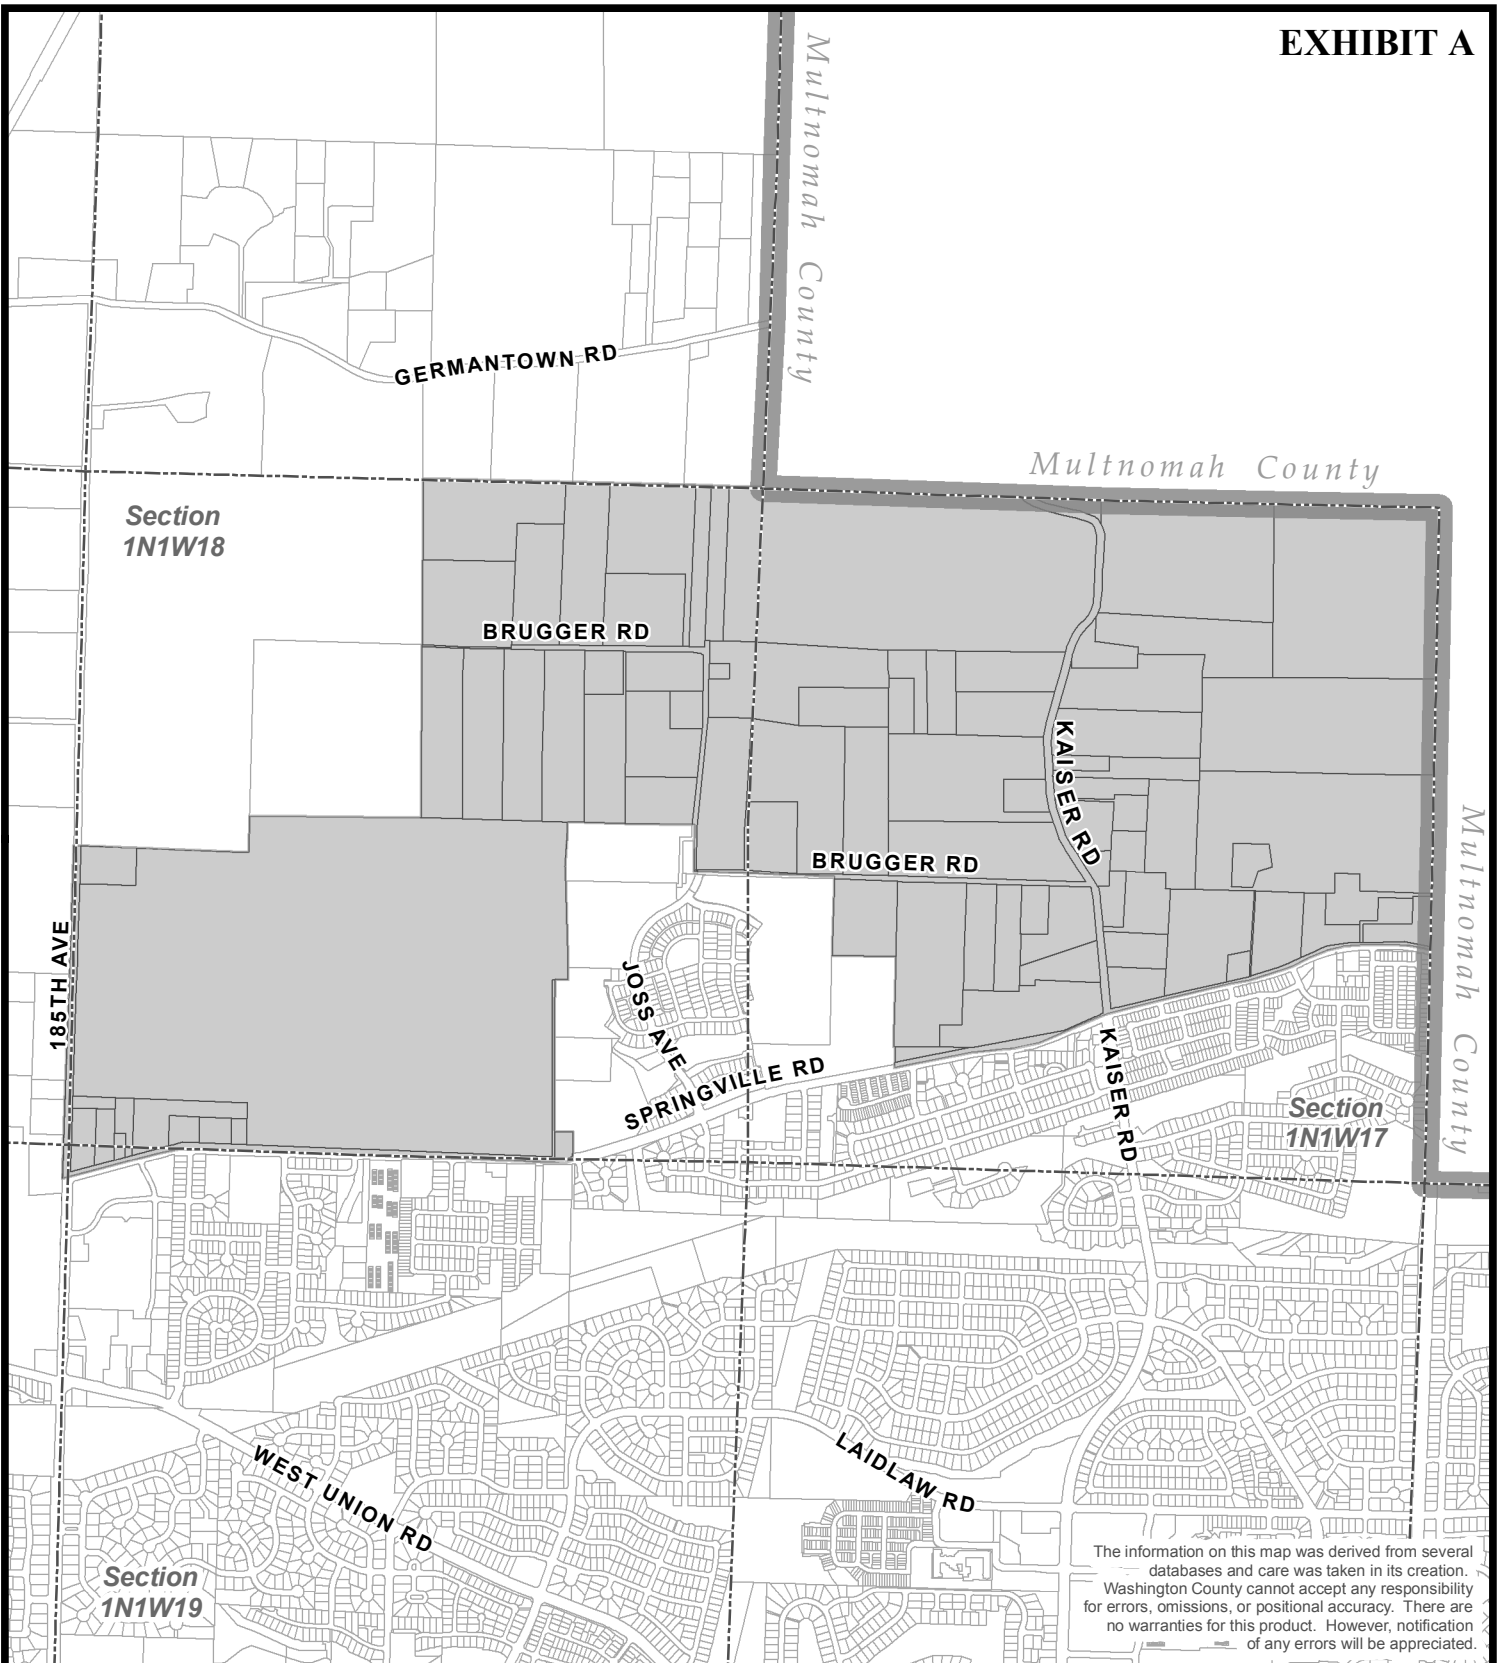 EXHIBIT A
Multnomah County
GERMANTOWN RD
Multnomah County
Section
1N1W18
BRUGGER RD
KAISER RD
Multnomah County
BRUGGER RD
185TH AVE
JOSS AVE
SPRINGVILLE RD
KAISER RD
Section
1N1W17
WEST UNION RD
LAIDLAW RD
Section
1N1W19
The information on this map was derived from several
databases and care was taken in its creation.
Washington County cannot accept any responsibility
for errors, omissions, or positional accuracy. There are
no warranties for this product. However, notification
of any errors will be appreciated.